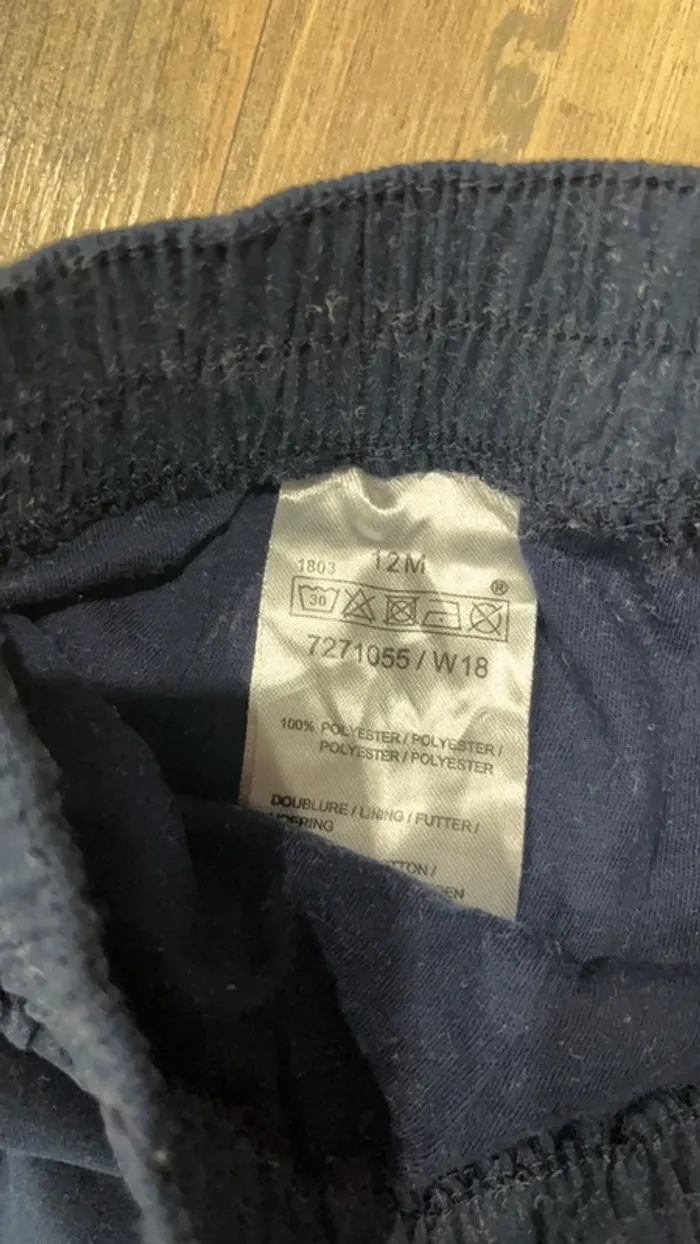 1803 12M
®
30
7271055 / W18
100% POLYESTER / POLYESTER /
POLYESTER / POLYESTER
DOUBLURE / LINING / FUTTER /